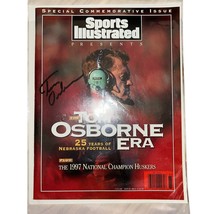 SPECIAL COMMEMORATIVE ISSUE
Sports Illustrated
PRESENTS
THE
TOM
OSBORNE
25 YEARS OF
NEBRASKA FOOTBALL
ERA
PLUS
THE 1997 NATIONAL CHAMPION HUSKERS